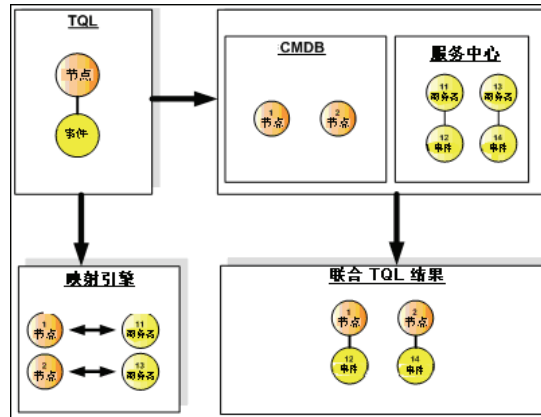 TQL
节点
事件
CMDB
1
节点
2
节点
服务中心
11
服务器
13
服务器
12
事件
14
事件
映射引擎
1
节点
11
服务器
2
节点
13
服务器
联合 TQL 结果
1
节点
2
节点
12
事件
14
事件